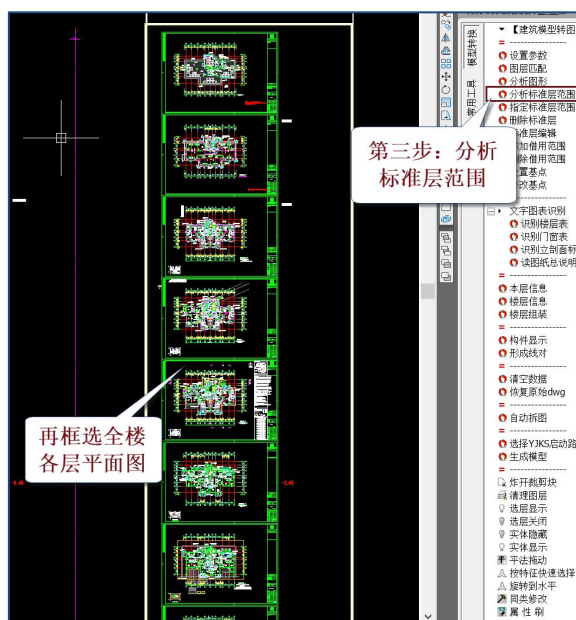 【建筑模型转图
模型转换
常用工具
设置参数
图层匹配
分析图形
分析标准层范围
指定标准层范围
删除标准层
标准层编辑
加借用范围
除借用范围
置基点
改基点
第三步：分析
标准层范围
文字图表识别
识别楼层表
识别门窗表
识别立剖面标
读图纸总说明
本层信息
楼层信息
楼层组装
构件显示
形成线对
清空数据
恢复原始dwg
自动拆图
选择YJKS启动路
生成模型
炸开裁剪块
清理图层
选层显示
选层关闭
实体隐藏
实体显示
平法拖动
按特征快速选择
旋转到水平
同类修改
属 性 刷
再框选全楼
各层平面图